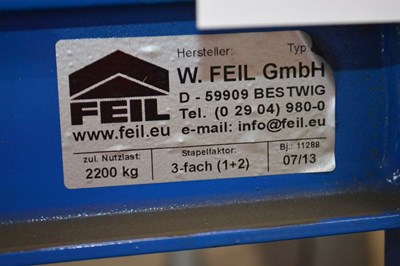 Hersteller: Typ.
W. FEIL GmbH
D - 59909 BESTWIG
Tel. (0 29 04) 980-0
e-mail: info@feil.eu
FEIL
www.feil.eu
zul. Nutzlast: Stapelfaktor: Bj.: 11288
2200 kg 3-fach (1+2) 07/13